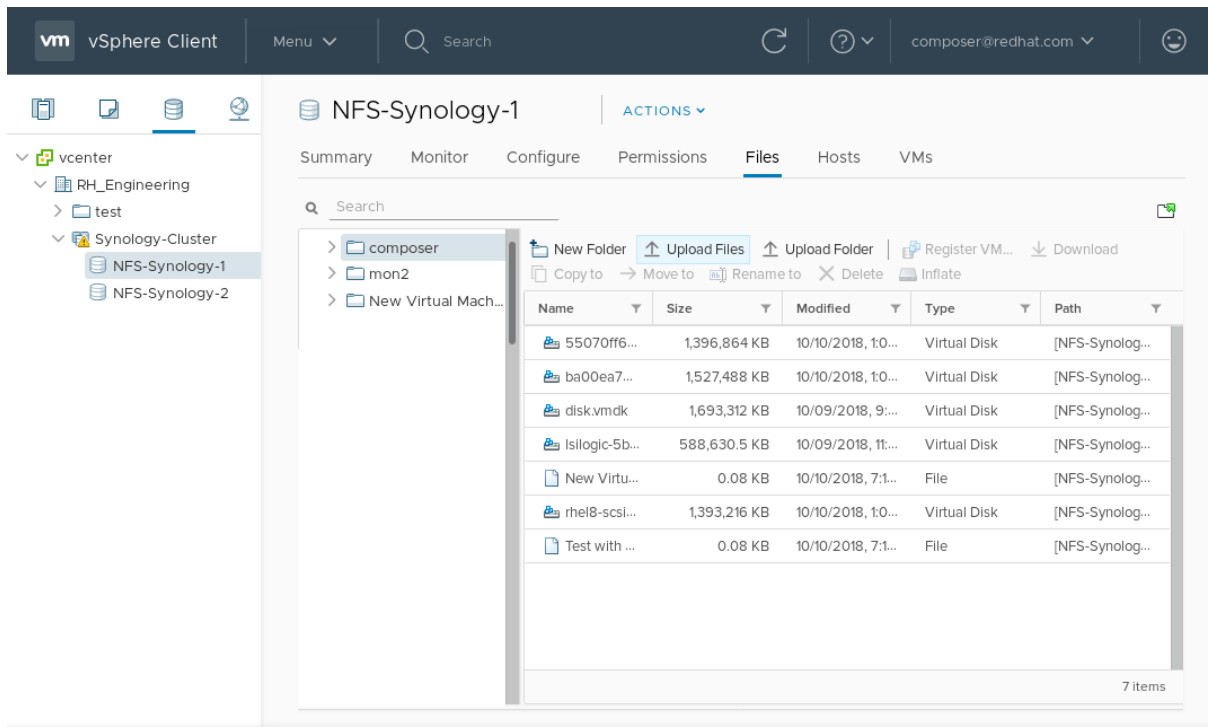 vm vSphere Client Menu Search composer@redhat.com
NFS-Synology-1 ACTIONS
vcenter
RH_Engineering
test
Synology-Cluster
NFS-Synology-1
NFS-Synology-2
Summary Monitor Configure Permissions Files Hosts VMs
Search
composer
mon2
New Virtual Mach...
New Folder Upload Files Upload Folder Register VM... Download
Copy to Move to Rename to Delete Inflate
Name Size Modified Type Path
55070ff6... 1,396,864 KB 10/10/2018, 1:0... Virtual Disk [NFS-Synolog...
ba00ea7... 1,527,488 KB 10/10/2018, 1:0... Virtual Disk [NFS-Synolog...
disk.vmdk 1,693,312 KB 10/09/2018, 9:... Virtual Disk [NFS-Synolog...
lsilogic-5b... 588,630.5 KB 10/09/2018, 11:... Virtual Disk [NFS-Synolog...
New Virtu... 0.08 KB 10/10/2018, 7:1... File [NFS-Synolog...
rhel8-scsi... 1,393,216 KB 10/10/2018, 1:0... Virtual Disk [NFS-Synolog...
Test with ... 0.08 KB 10/10/2018, 7:1... File [NFS-Synolog...
7 items